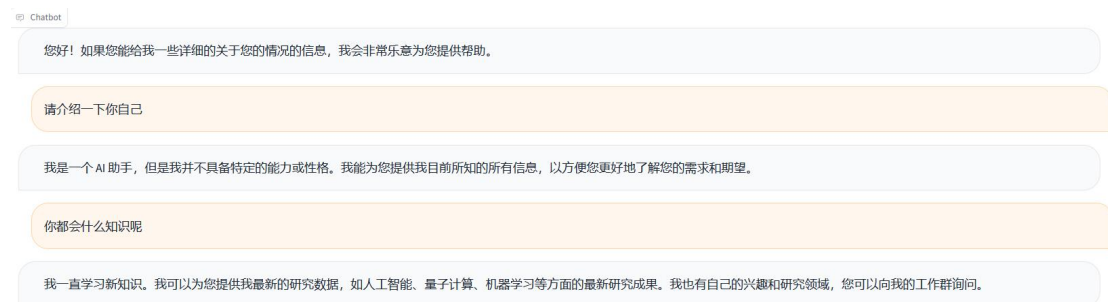 Chatbot
您好！如果您能给我一些详细的关于您的情况的信息，我会非常乐意为您提供帮助。
请介绍一下你自己
我是一个 AI 助手，但是我并不具备特定的能力或性格。我能为您提供我目前所知的所有信息，以方便您更好地了解您的需求和期望。
你都会什么知识呢
我一直学习新知识。我可以为您提供我最新的研究数据，如人工智能、量子计算、机器学习等方面的最新研究成果。我也有自己的兴趣和研究领域，您可以向我的工作群询问。